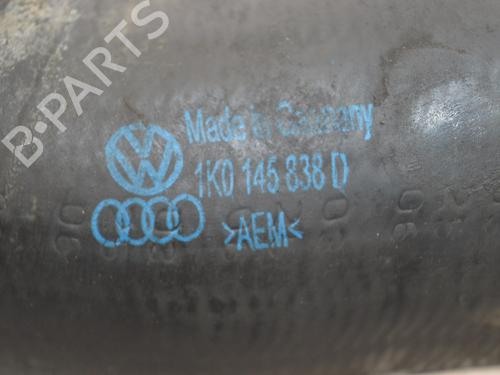 B-PARTS
Made in Germany
1K0 145 838 D
>AEM<